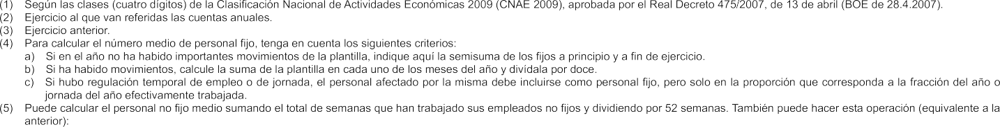 (1) Según las clases (cuatro dígitos) de la Clasificación Nacional de Actividades Económicas 2009 (CNAE 2009), aprobada por el Real Decreto 475/2007, de 13 de abril (BOE de 28.4.2007).
(2) Ejercicio al que van referidas las cuentas anuales.
(3) Ejercicio anterior.
(4) Para calcular el número medio de personal fijo, tenga en cuenta los siguientes criterios:
a) Si en el año no ha habido importantes movimientos de la plantilla, indique aquí la semisuma de los fijos a principio y a fin de ejercicio.
b) Si ha habido movimientos, calcule la suma de la plantilla en cada uno de los meses del año y divídala por doce.
c) Si hubo regulación temporal de empleo o de jornada, el personal afectado por la misma debe incluirse como personal fijo, pero solo en la proporción que corresponda a la fracción del año o
jornada del año efectivamente trabajada.
(5) Puede calcular el personal no fijo medio sumando el total de semanas que han trabajado sus empleados no fijos y dividiendo por 52 semanas. También puede hacer esta operación (equivalente a la
anterior):